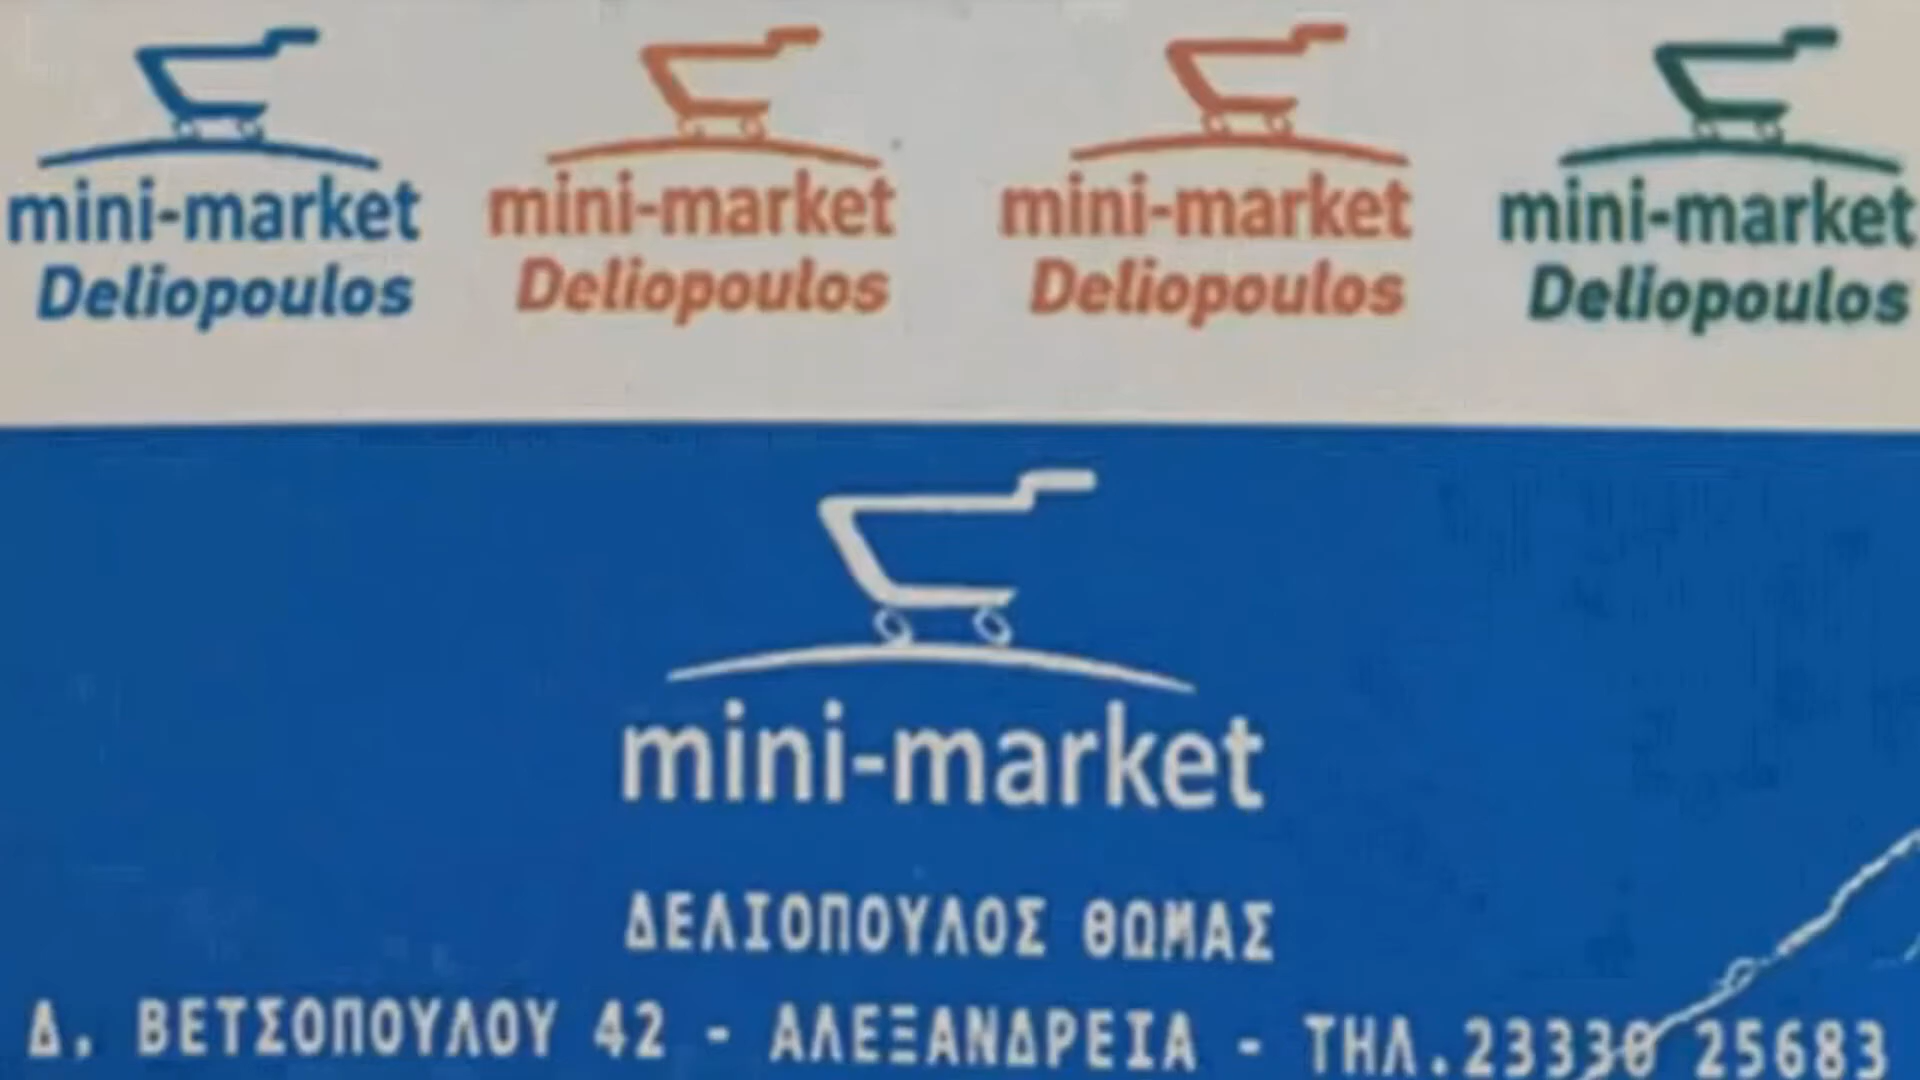 mini-market mini-market mini-market mini-market
Deliopoulos Deliopoulos Deliopoulos Deliopoulos
mini-market
ΔΕΛΙΟΠΟΥΛΟΣ ΘΩΜΑΣ
Δ. ΒΕΤΣΟΠΟΥΛΟΥ 42 - ΑΛΕΞΑΝΔΡΕΙΑ - ΤΗΛ.23330 25683